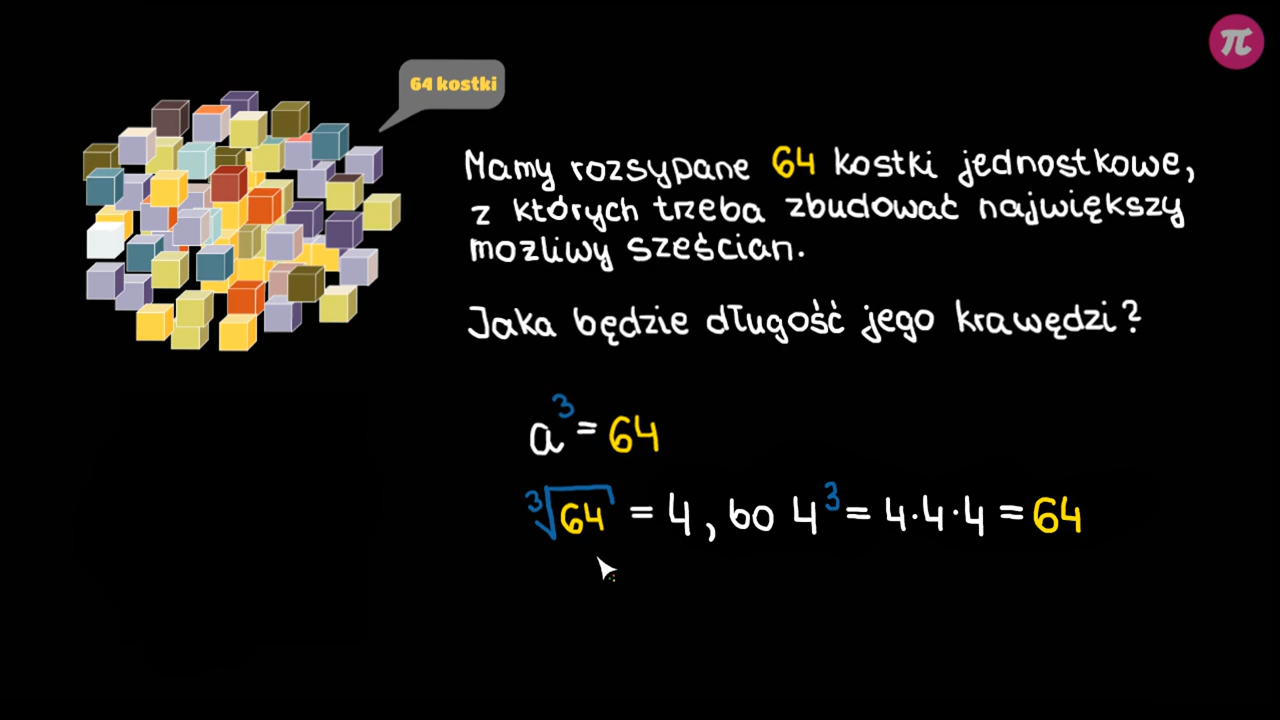 π
64 kostki
Mamy rozsypane 64 kostki jednostkowe,
z których trzeba zbudować największy
możliwy sześcian.
Jaka będzie długość jego krawędzi?
a³ = 64
³√64 = 4, bo 4³ = 4·4·4 = 64